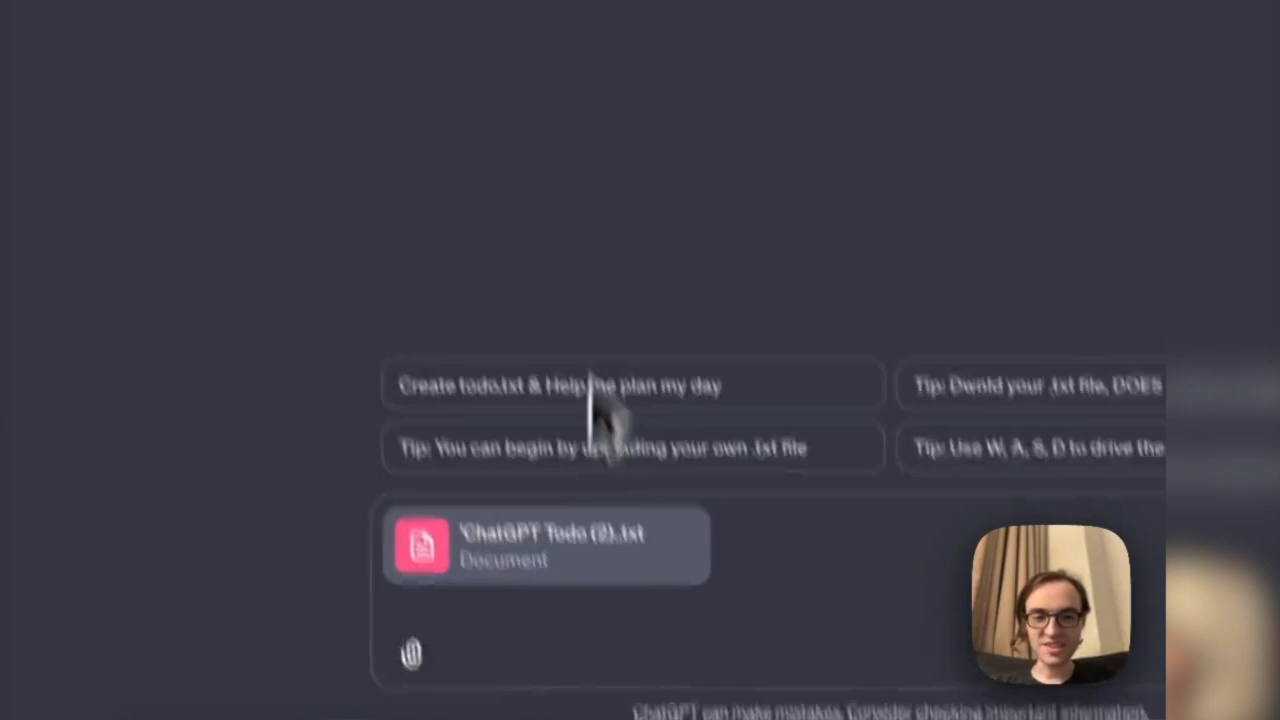 Create todo.txt & Help me plan my day
Tip: Dwnld your .txt file, DOES
Tip: You can begin by uploading your own .txt file
Tip: Use W, A, S, D to drive the
'ChatGPT Todo (2)..txt
Document
ChatGPT can make mistakes. Consider checking important information.